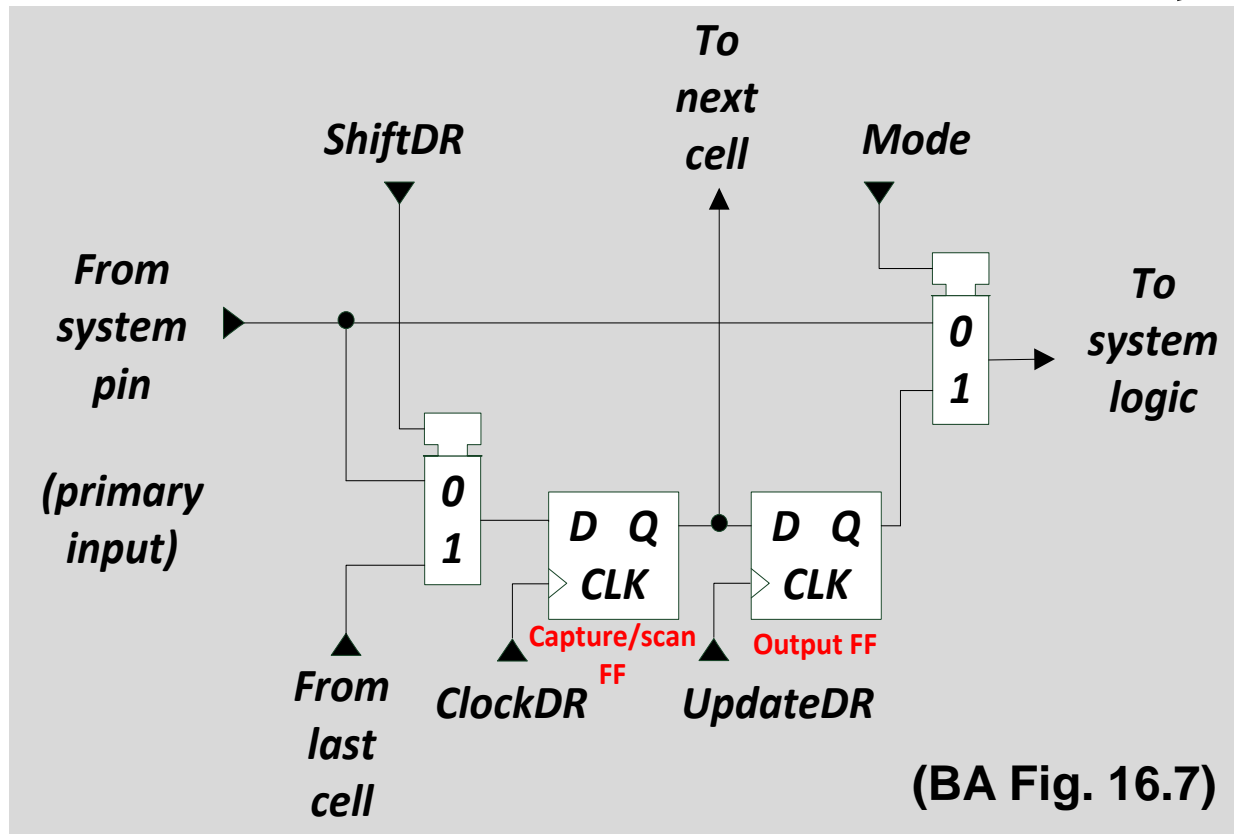 To
next
cell
ShiftDR
Mode
From
system
pin
(primary
input)
To
system
logic
0
1
0
1
D Q
CLK
D Q
CLK
Capture/scan
FF
Output FF
From
last
cell
ClockDR
UpdateDR
(BA Fig. 16.7)